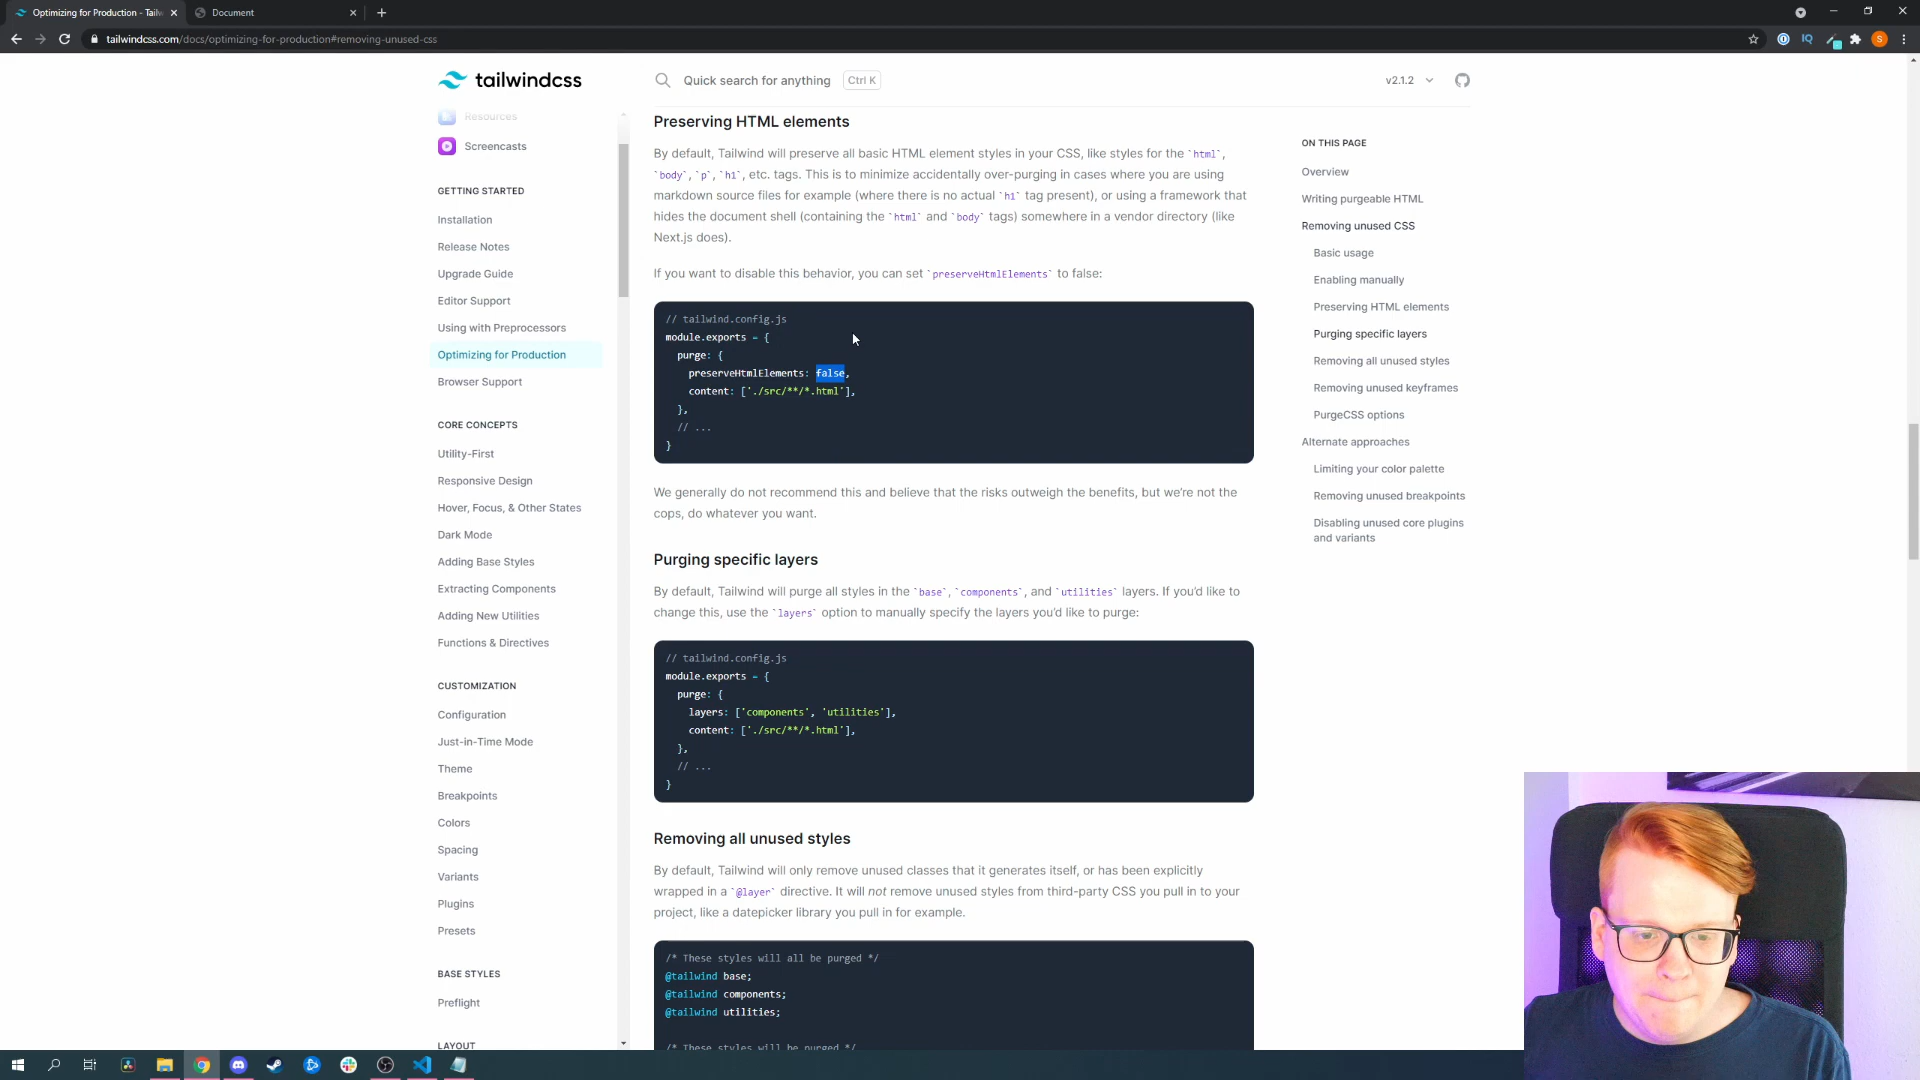 Optimizing for Production - Tailw
Document
tailwindcss.com/docs/optimizing-for-production#removing-unused-css
tailwindcss
Quick search for anything
Ctrl K
v2.1.2
Resources
Screencasts
GETTING STARTED
Installation
Release Notes
Upgrade Guide
Editor Support
Using with Preprocessors
Optimizing for Production
Browser Support
CORE CONCEPTS
Utility-First
Responsive Design
Hover, Focus, & Other States
Dark Mode
Adding Base Styles
Extracting Components
Adding New Utilities
Functions & Directives
CUSTOMIZATION
Configuration
Just-in-Time Mode
Theme
Breakpoints
Colors
Spacing
Variants
Plugins
Presets
BASE STYLES
Preflight
LAYOUT
Preserving HTML elements
By default, Tailwind will preserve all basic HTML element styles in your CSS, like styles for the `html`,
`body`, `p`, `h1`, etc. tags. This is to minimize accidentally over-purging in cases where you are using
markdown source files for example (where there is no actual `h1` tag present), or using a framework that
hides the document shell (containing the `html` and `body` tags) somewhere in a vendor directory (like
Next.js does).
If you want to disable this behavior, you can set `preserveHtmlElements` to false:
// tailwind.config.js
module.exports = {
purge: {
preserveHtmlElements: false,
content: ['./src/**/*.html'],
},
// ...
}
We generally do not recommend this and believe that the risks outweigh the benefits, but we're not the
cops, do whatever you want.
Purging specific layers
By default, Tailwind will purge all styles in the `base`, `components`, and `utilities` layers. If you'd like to
change this, use the `layers` option to manually specify the layers you'd like to purge:
// tailwind.config.js
module.exports = {
purge: {
layers: ['components', 'utilities'],
content: ['./src/**/*.html'],
},
// ...
}
Removing all unused styles
By default, Tailwind will only remove unused classes that it generates itself, or has been explicitly
wrapped in a `@layer` directive. It will not remove unused styles from third-party CSS you pull in to your
project, like a datepicker library you pull in for example.
/* These styles will all be purged */
@tailwind base;
@tailwind components;
@tailwind utilities;
/* These styles will be purged */
ON THIS PAGE
Overview
Writing purgeable HTML
Removing unused CSS
Basic usage
Enabling manually
Preserving HTML elements
Purging specific layers
Removing all unused styles
Removing unused keyframes
PurgeCSS options
Alternate approaches
Limiting your color palette
Removing unused breakpoints
Disabling unused core plugins
and variants